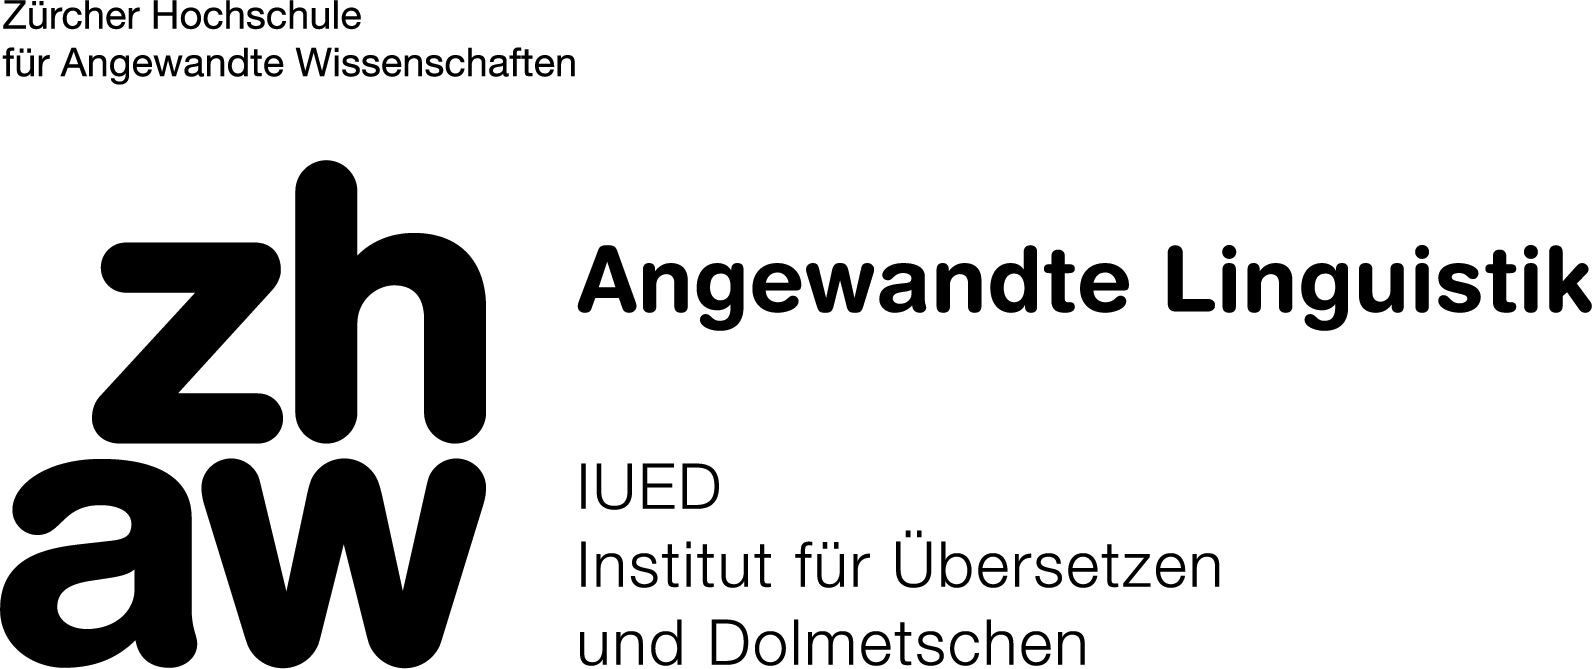 Zürcher Hochschule
für Angewandte Wissenschaften
zh
aw
Angewandte Linguistik
IUED
Institut für Übersetzen
und Dolmetschen